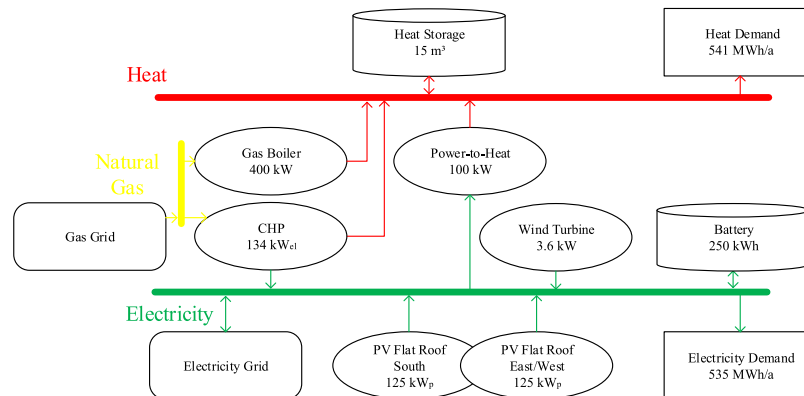 Heat Storage
15 m³
Heat Demand
541 MWh/a
Heat
Natural
Gas
Gas Boiler
400 kW
Power-to-Heat
100 kW
Gas Grid
CHP
134 kWel
Wind Turbine
3.6 kW
Battery
250 kWh
Electricity
Electricity Grid
PV Flat Roof
South
125 kWp
PV Flat Roof
East/West
125 kWp
Electricity Demand
535 MWh/a